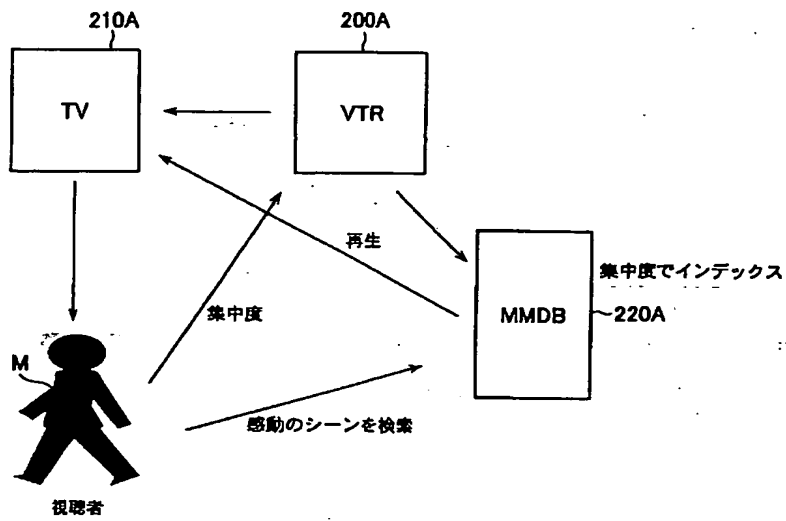 210A
200A
TV
VTR
再生
集中度でインデックス
MMDB
220A
集中度
M
感動のシーンを検索
視聴者